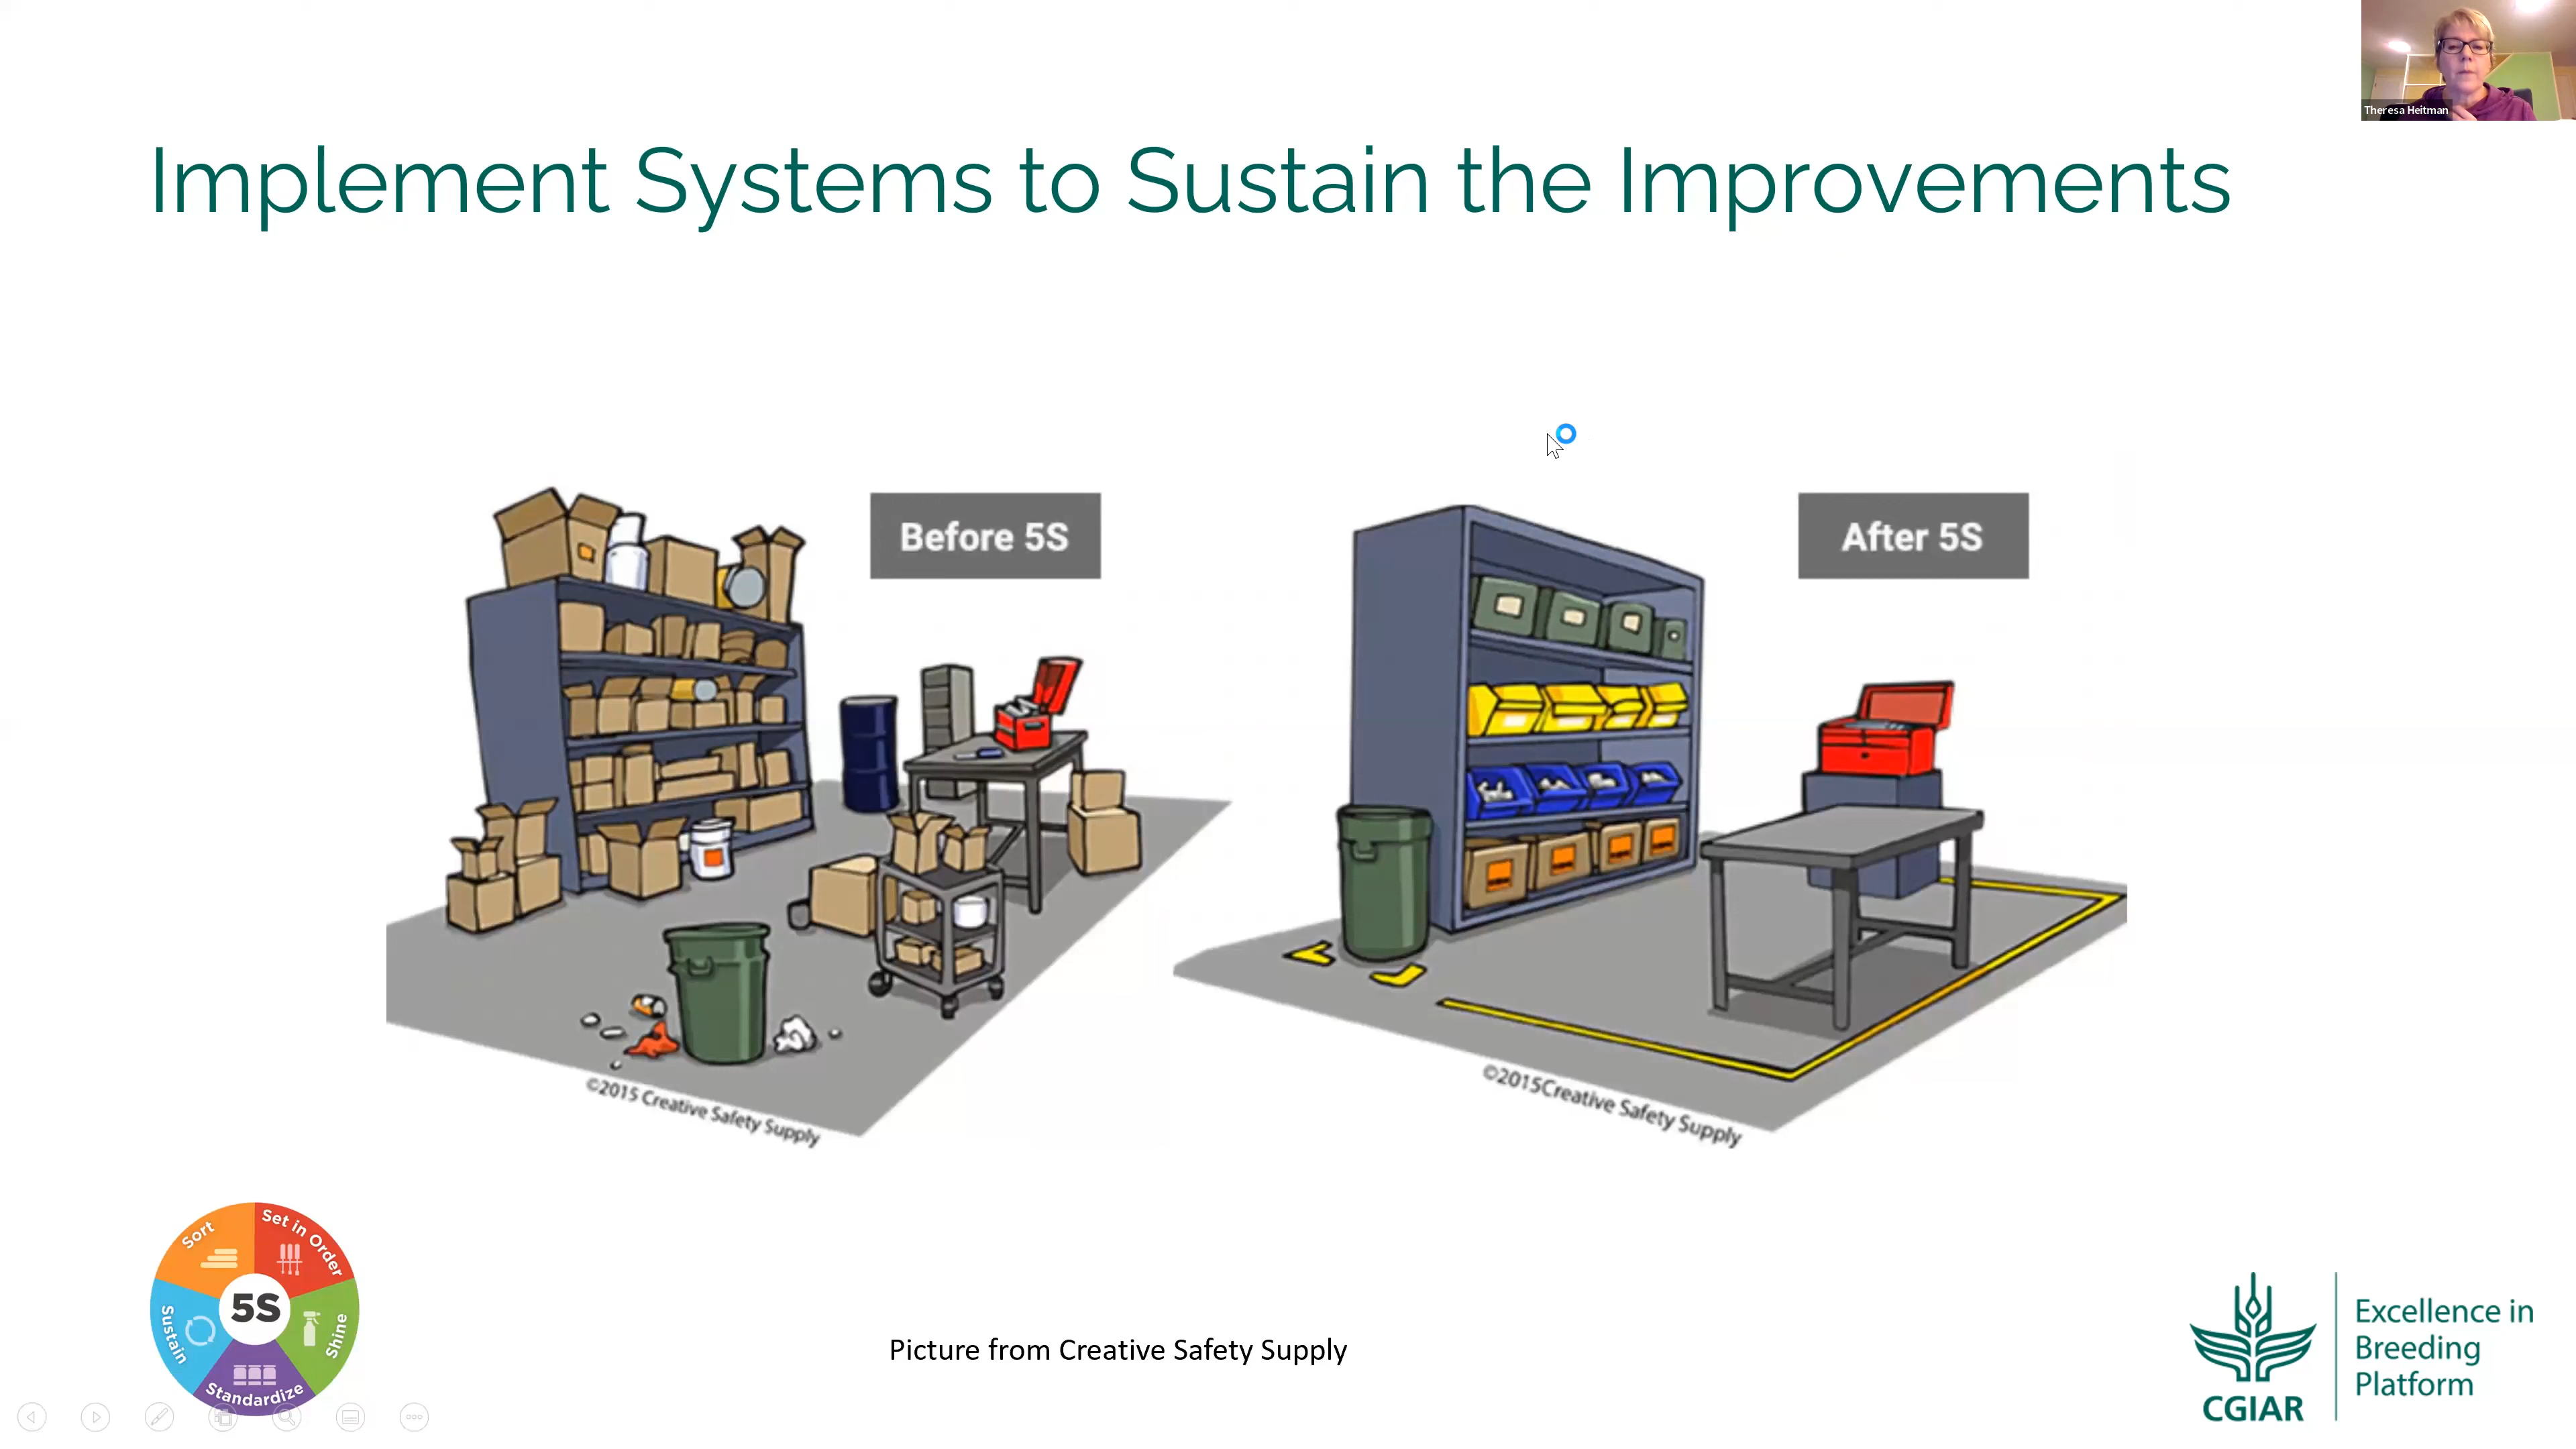 Theresa Heitman
Implement Systems to Sustain the Improvements
Before 5S
After 5S
©2015 Creative Safety Supply
©2015Creative Safety Supply
Sort
Set in Order
Shine
Standardize
Sustain
5S
Picture from Creative Safety Supply
CGIAR
Excellence in
Breeding
Platform